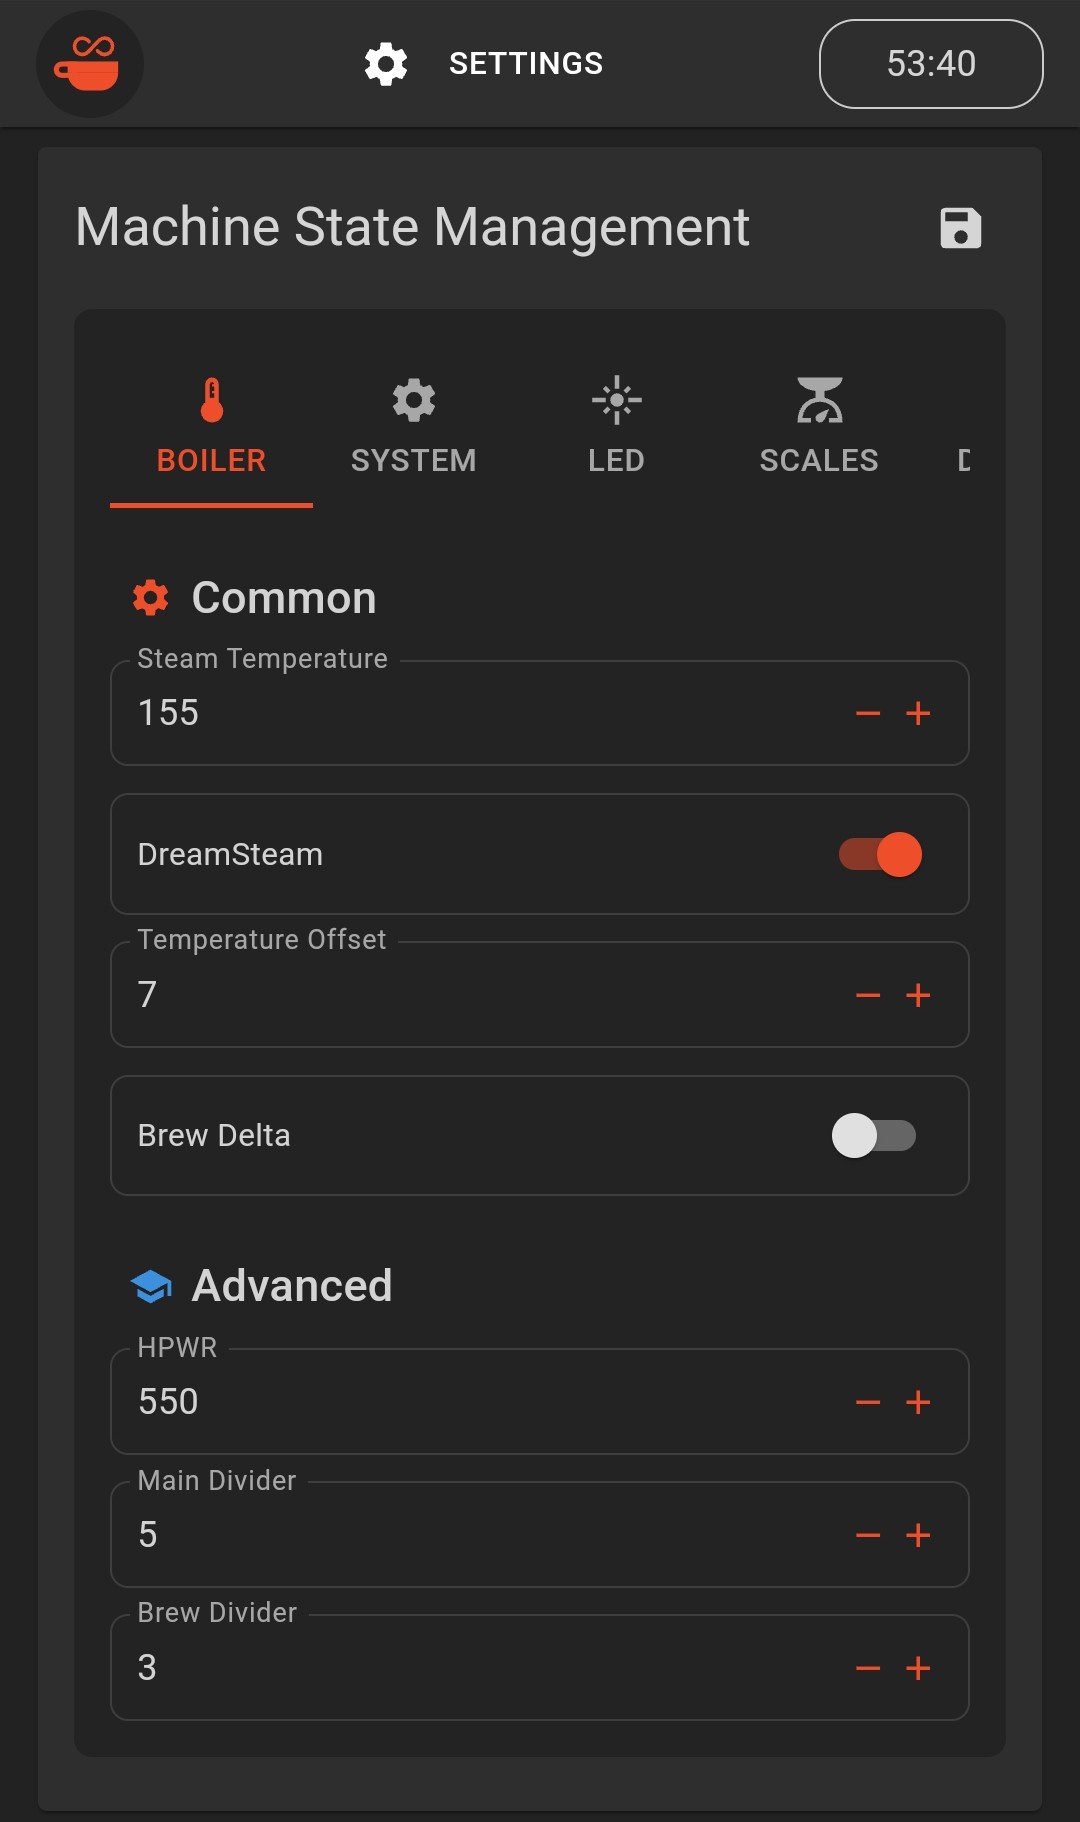 SETTINGS
53:40
Machine State Management
BOILER
SYSTEM
LED
SCALES
Common
Steam Temperature
155
DreamSteam
Temperature Offset
7
Brew Delta
Advanced
HPWR
550
Main Divider
5
Brew Divider
3